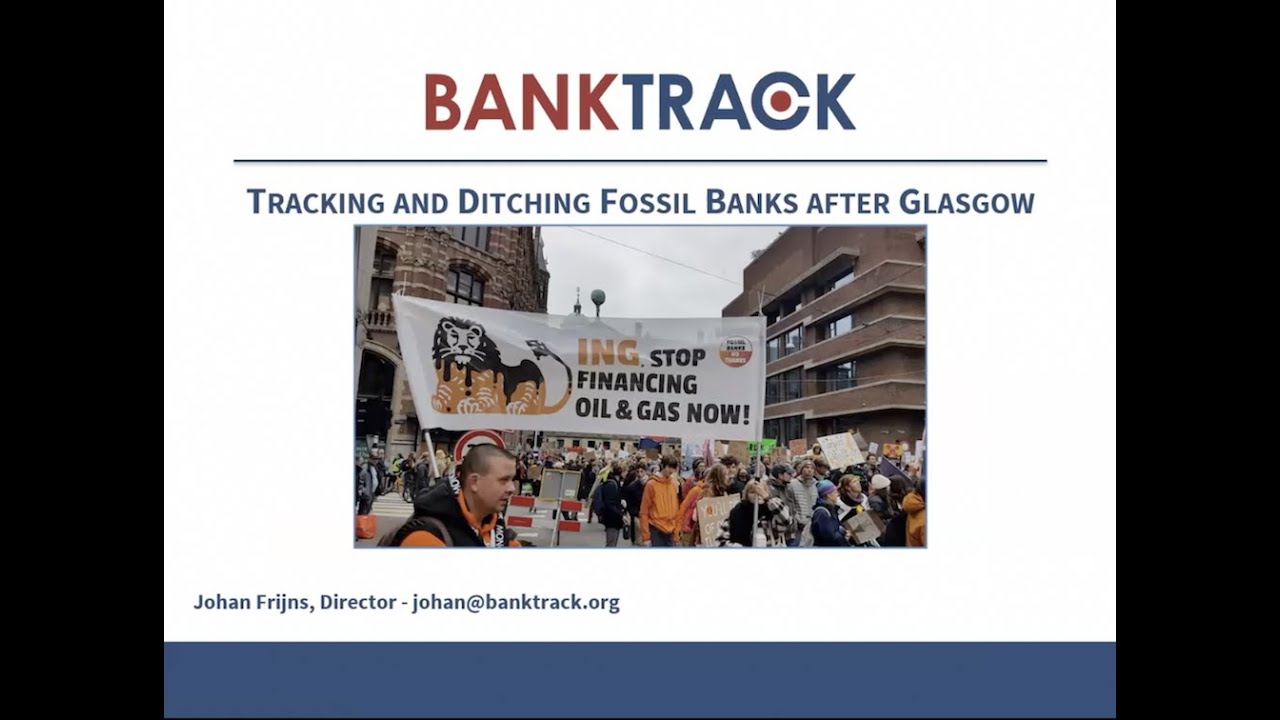 BANKTRACK
TRACKING AND DITCHING FOSSIL BANKS AFTER GLASGOW
ING, STOP
FINANCING
OIL & GAS NOW!
FOSSIL
BANKS
NO
THANKS
Johan Frijns, Director - johan@banktrack.org